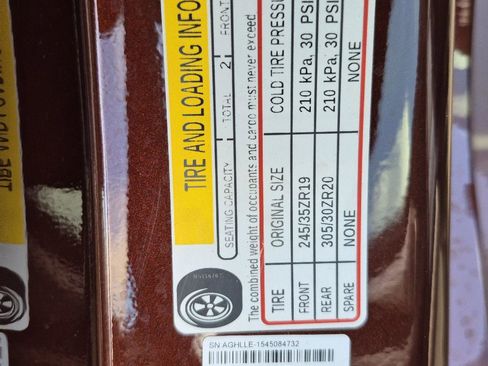 TIRE AND LOADING INFO
SEATING CAPACITY TOTAL 2 FRONT
The combined weight of occupants and cargo must never exceed
TIRE ORIGINAL SIZE COLD TIRE PRESSU
FRONT 245/35ZR19 210 kPa, 30 PSI
REAR 305/30ZR20 210 kPa, 30 PSI
SPARE NONE NONE
SN AGHLLE-1545084732